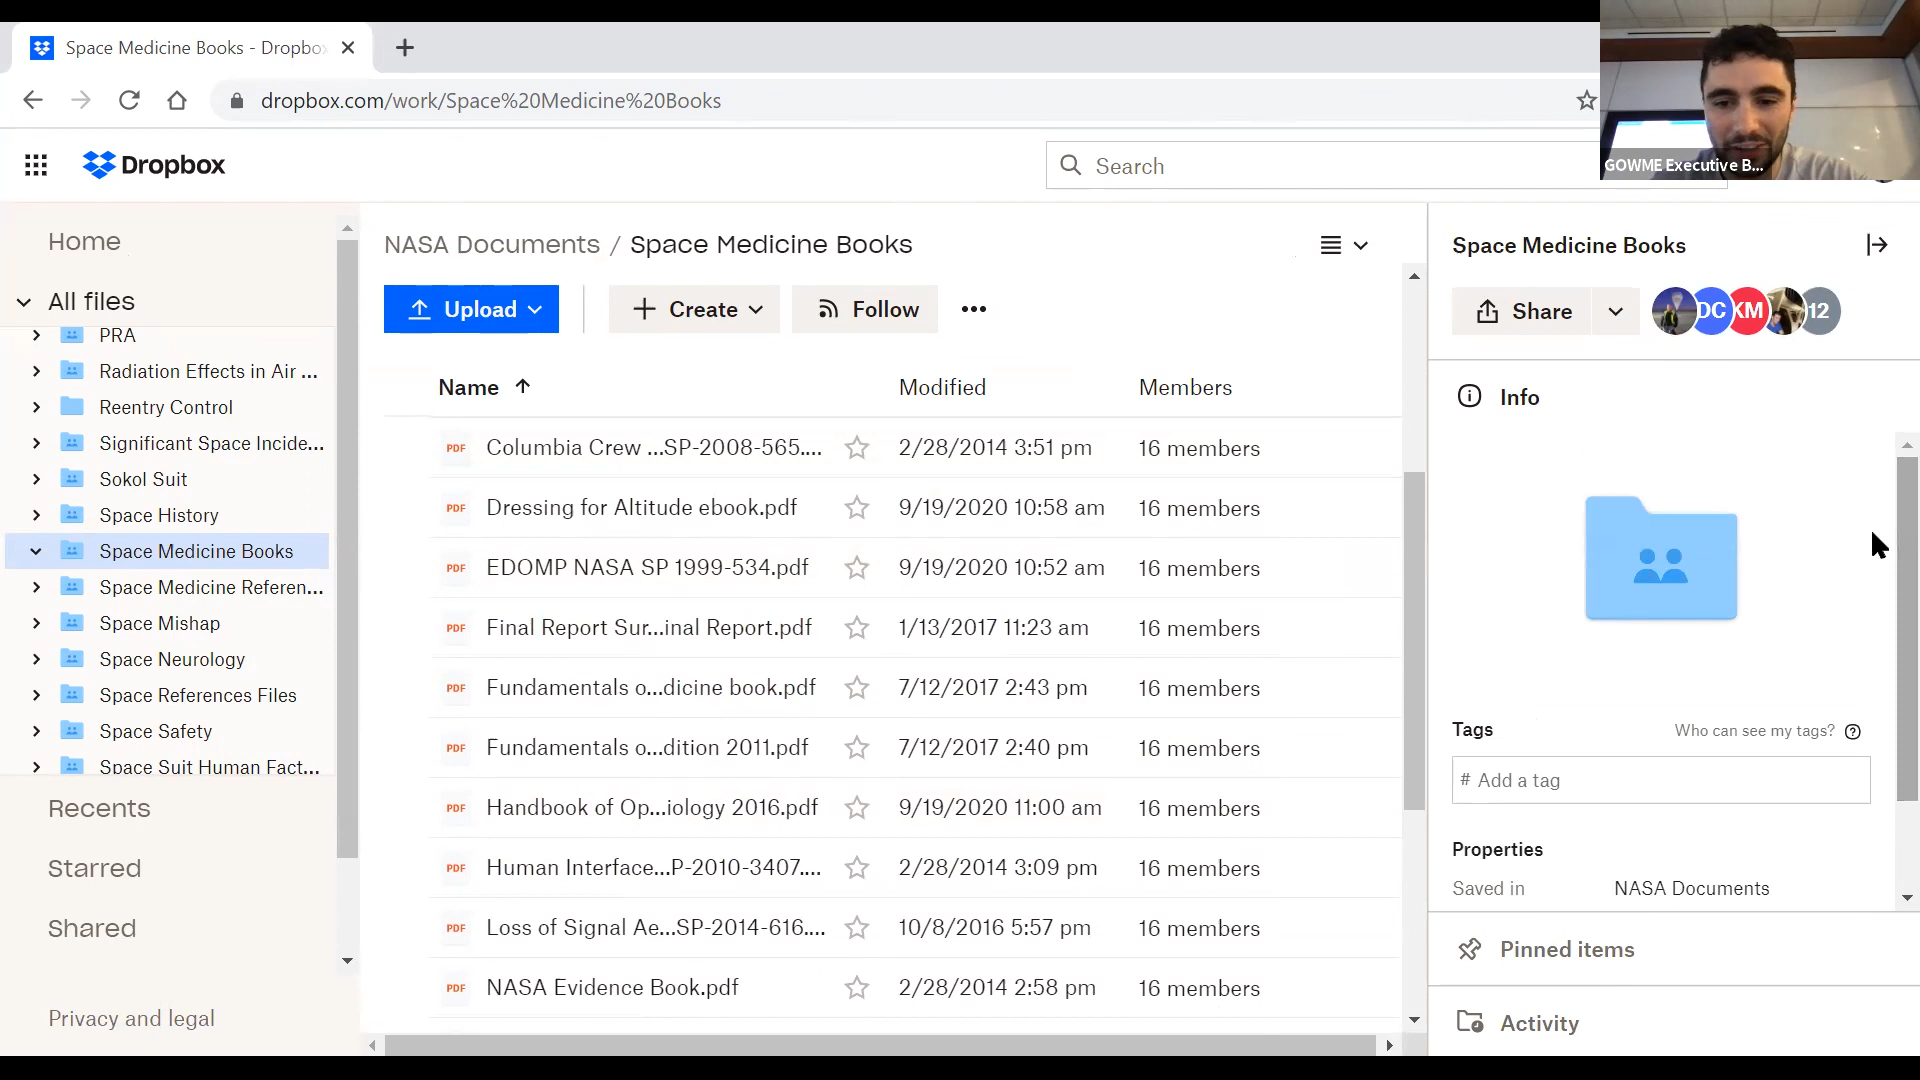 Space Medicine Books - Dropbo
dropbox.com/work/Space%20Medicine%20Books
Dropbox
Search
GOWME Executive B...
Home
All files
PRA
Radiation Effects in Air ...
Reentry Control
Significant Space Incide...
Sokol Suit
Space History
Space Medicine Books
Space Medicine Referen...
Space Mishap
Space Neurology
Space References Files
Space Safety
Space Suit Human Fact...
Recents
Starred
Shared
Privacy and legal
NASA Documents / Space Medicine Books
Upload
Create
Follow
Name Modified Members
PDF Columbia Crew ...SP-2008-565.... 2/28/2014 3:51 pm 16 members
PDF Dressing for Altitude ebook.pdf 9/19/2020 10:58 am 16 members
PDF EDOMP NASA SP 1999-534.pdf 9/19/2020 10:52 am 16 members
PDF Final Report Sur...inal Report.pdf 1/13/2017 11:23 am 16 members
PDF Fundamentals o...dicine book.pdf 7/12/2017 2:43 pm 16 members
PDF Fundamentals o...dition 2011.pdf 7/12/2017 2:40 pm 16 members
PDF Handbook of Op...iology 2016.pdf 9/19/2020 11:00 am 16 members
PDF Human Interface...P-2010-3407.... 2/28/2014 3:09 pm 16 members
PDF Loss of Signal Ae...SP-2014-616.... 10/8/2016 5:57 pm 16 members
PDF NASA Evidence Book.pdf 2/28/2014 2:58 pm 16 members
Space Medicine Books
Share
DC
KM
12
Info
Tags Who can see my tags?
# Add a tag
Properties
Saved in NASA Documents
Pinned items
Activity